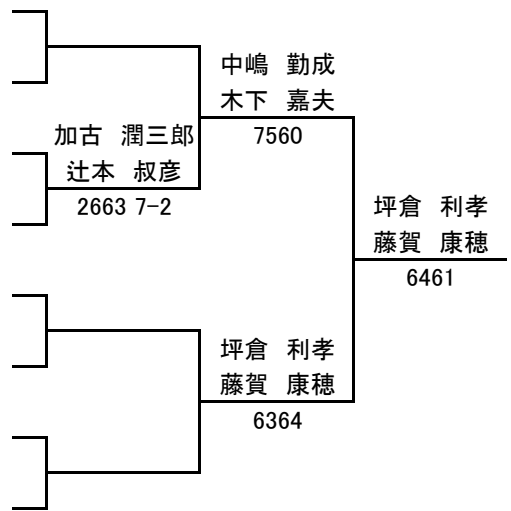 中嶋 勤成
木下 嘉夫
7560
加古 潤三郎
辻本 叔彦
2663 7-2
坪倉 利孝
藤賀 康穂
6461
坪倉 利孝
藤賀 康穂
6364